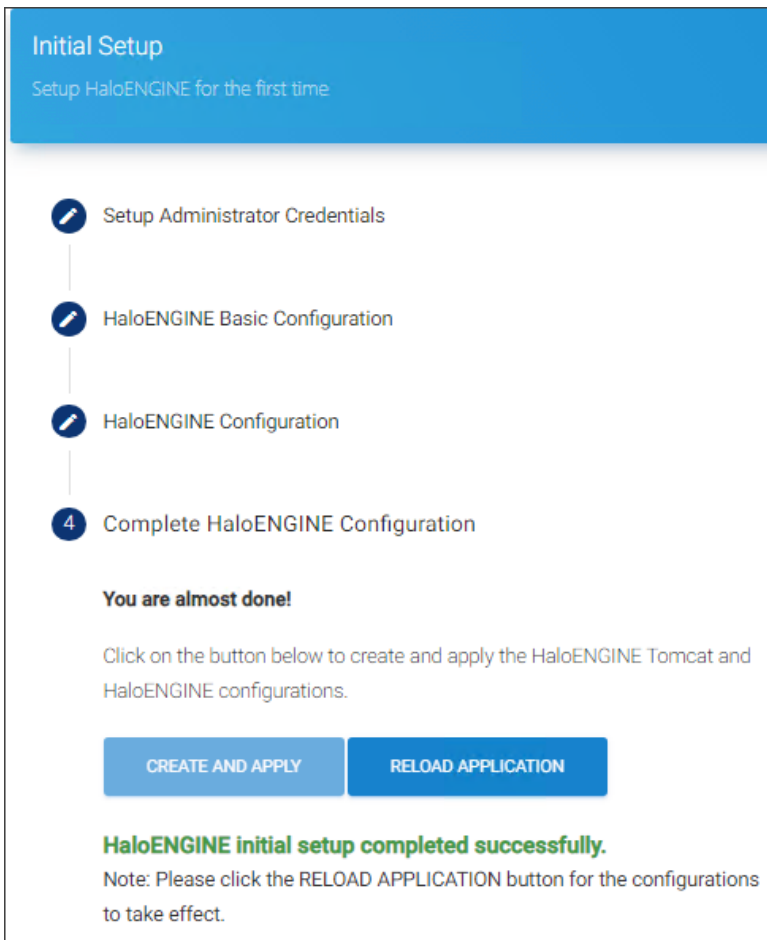 Initial Setup
Setup HaloENGINE for the first time
Setup Administrator Credentials
HaloENGINE Basic Configuration
HaloENGINE Configuration
4 Complete HaloENGINE Configuration
You are almost done!
Click on the button below to create and apply the HaloENGINE Tomcat and
HaloENGINE configurations.
CREATE AND APPLY RELOAD APPLICATION
HaloENGINE initial setup completed successfully.
Note: Please click the RELOAD APPLICATION button for the configurations
to take effect.